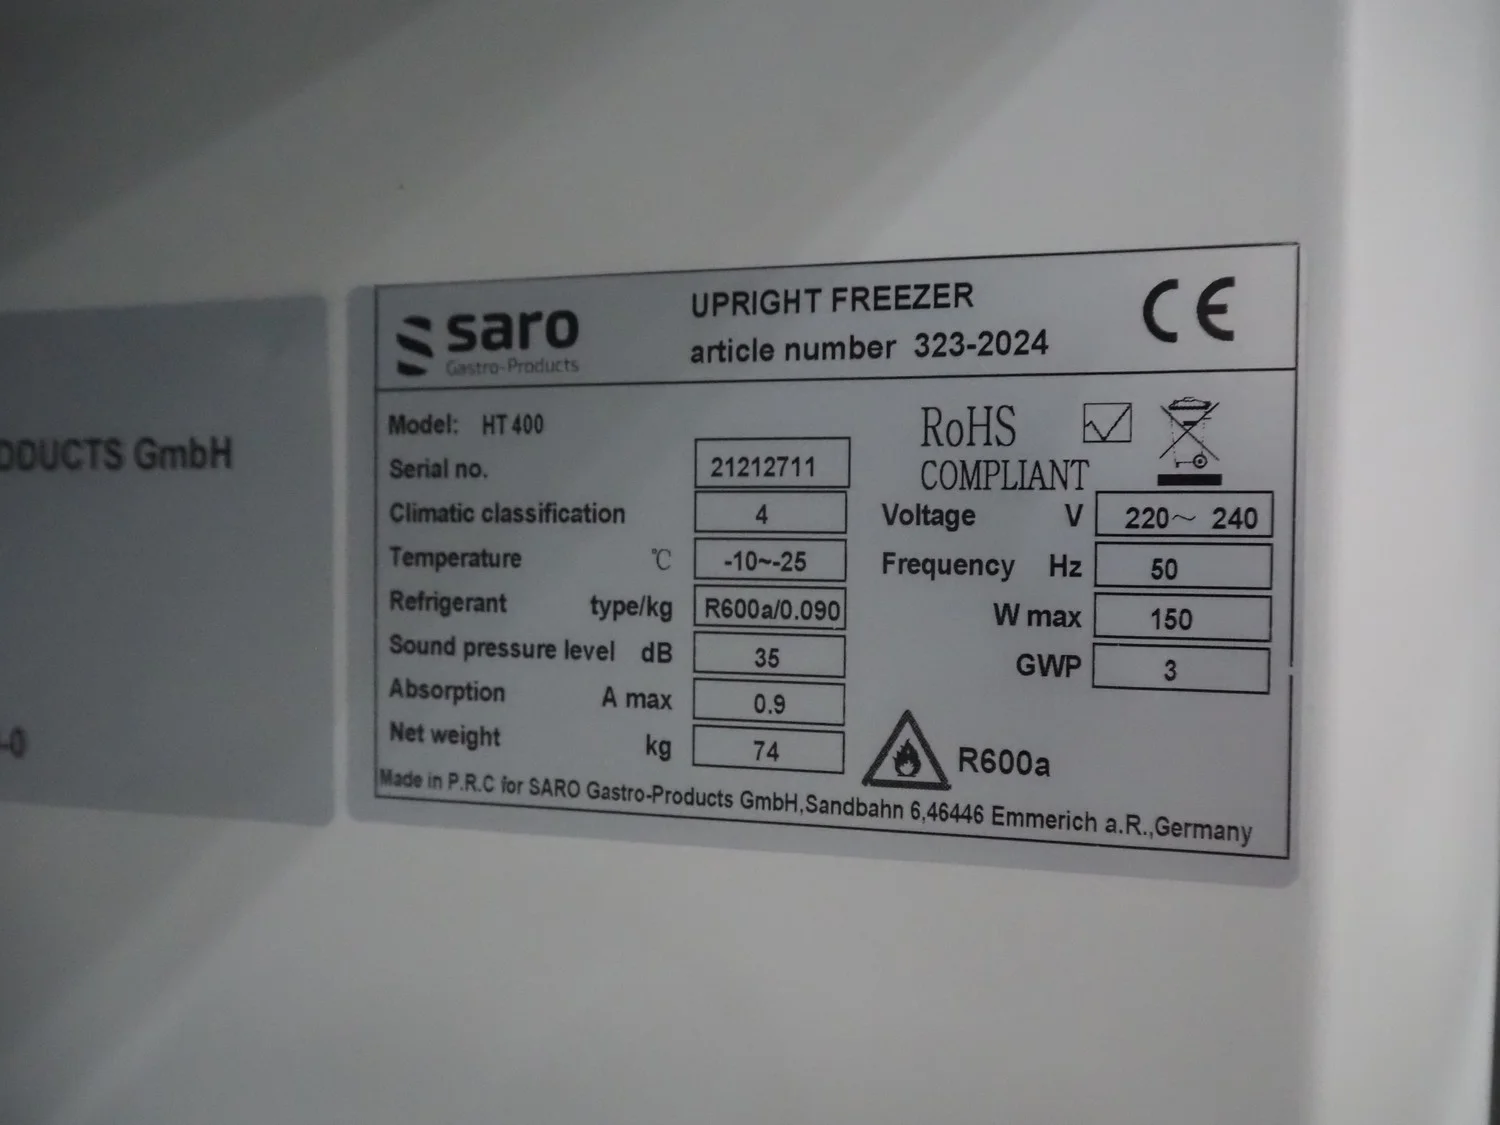 DUCTS GmbH
-0
saro
Gastro-Products
UPRIGHT FREEZER
article number 323-2024
CE
Model: HT 400
Serial no. 21212711
Climatic classification 4
Temperature ℃ -10~-25
Refrigerant type/kg R600a/0.090
Sound pressure level dB 35
Absorption A max 0.9
Net weight kg 74
RoHS
COMPLIANT
Voltage V 220~ 240
Frequency Hz 50
W max 150
GWP 3
R600a
Made in P.R.C for SARO Gastro-Products GmbH,Sandbahn 6,46446 Emmerich a.R.,Germany